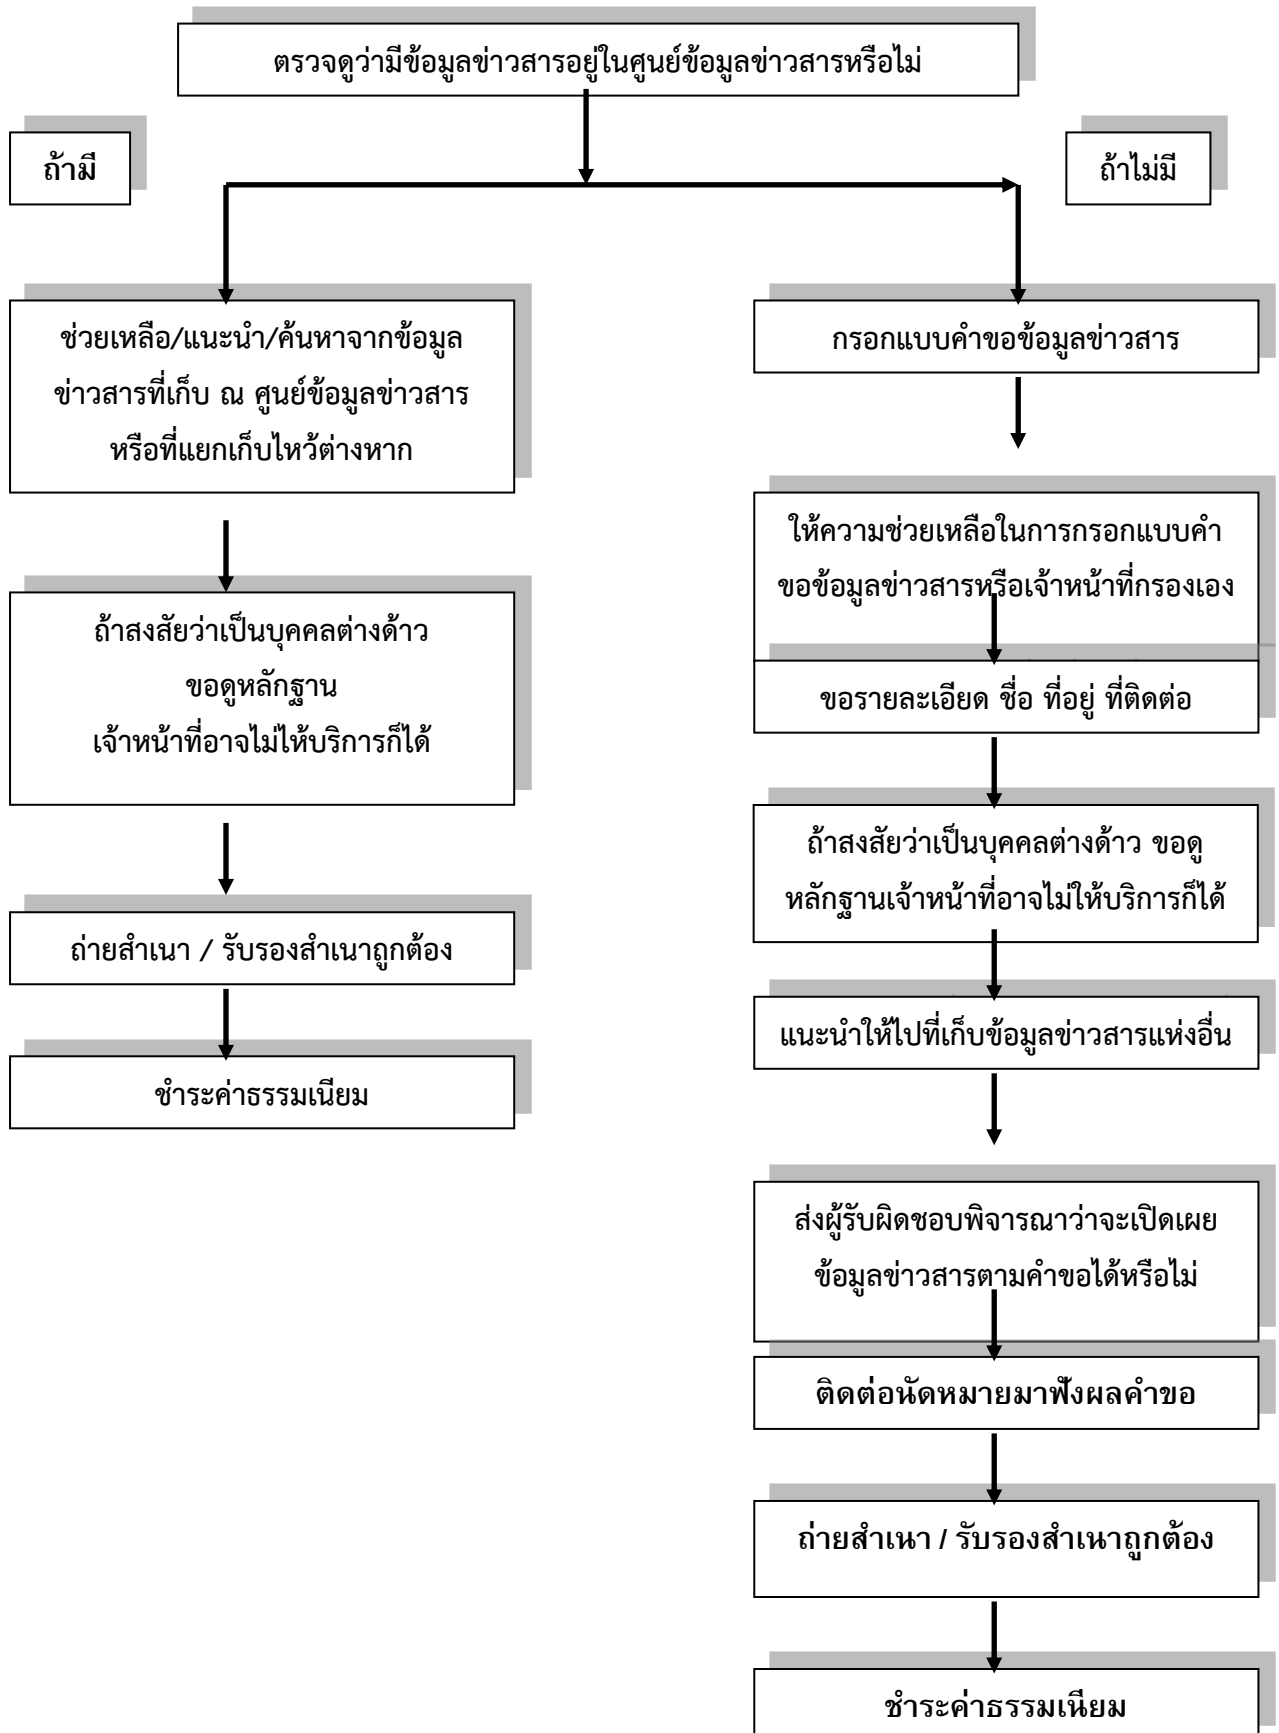 ตรวจดูว่ามีข้อมูลข่าวสารอยู่ในศูนย์ข้อมูลข่าวสารหรือไม่
ถ้ามี
ถ้าไม่มี
ช่วยเหลือ/แนะนำ/ค้นหาจากข้อมูล
ข่าวสารที่เก็บ ณ ศูนย์ข้อมูลข่าวสาร
หรือที่แยกเก็บไหว้ต่างหาก
ถ้าสงสัยว่าเป็นบุคคลต่างด้าว
ขอดูหลักฐาน
เจ้าหน้าที่อาจไม่ให้บริการก็ได้
ถ่ายสำเนา / รับรองสำเนาถูกต้อง
ชำระค่าธรรมเนียม
กรอกแบบคำขอข้อมูลข่าวสาร
ให้ความช่วยเหลือในการกรอกแบบคำ
ขอข้อมูลข่าวสารหรือเจ้าหน้าที่กรองเอง
ขอรายละเอียด ชื่อ ที่อยู่ ที่ติดต่อ
ถ้าสงสัยว่าเป็นบุคคลต่างด้าว ขอดู
หลักฐานเจ้าหน้าที่อาจไม่ให้บริการก็ได้
แนะนำให้ไปที่เก็บข้อมูลข่าวสารแห่งอื่น
ส่งผู้รับผิดชอบพิจารณาว่าจะเปิดเผย
ข้อมูลข่าวสารตามคำขอได้หรือไม่
ติดต่อนัดหมายมาฟังผลคำขอ
ถ่ายสำเนา / รับรองสำเนาถูกต้อง
ชำระค่าธรรมเนียม